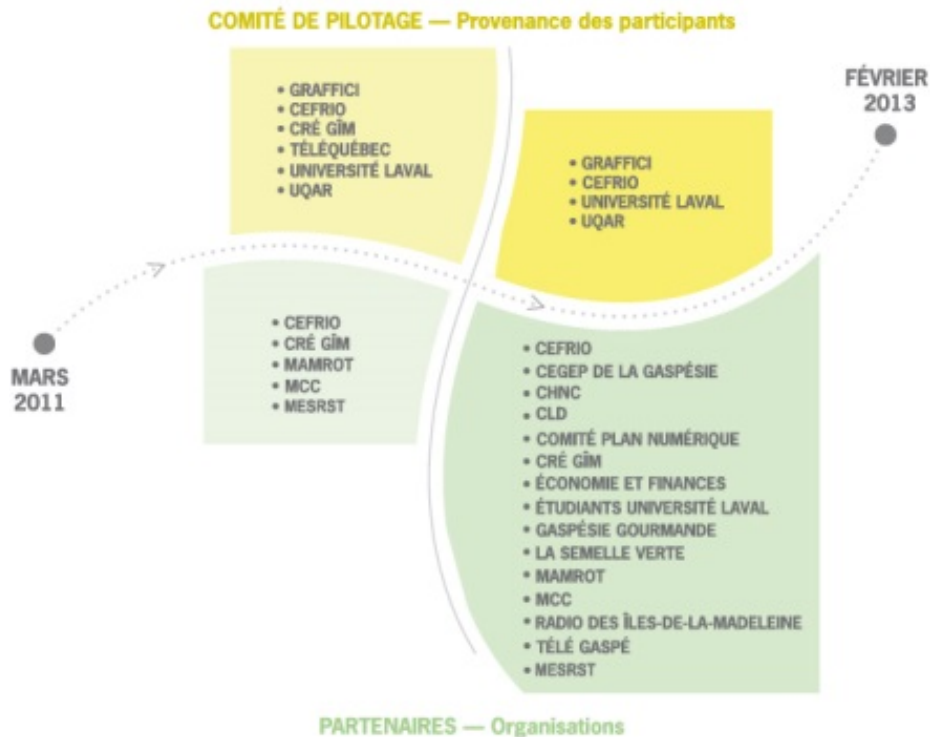 COMITÉ DE PILOTAGE — Provenance des participants
• GRAFFICI
• CEFRIO
• CRÉ GÎM
• TÉLÉQUÉBEC
• UNIVERSITÉ LAVAL
• UQAR
FÉVRIER
2013
• GRAFFICI
• CEFRIO
• UNIVERSITÉ LAVAL
• UQAR
MARS
2011
• CEFRIO
• CRÉ GÎM
• MAMROT
• MCC
• MESRST
• CEFRIO
• CEGEP DE LA GASPÉSIE
• CHNC
• CLD
• COMITÉ PLAN NUMÉRIQUE
• CRÉ GÎM
• ÉCONOMIE ET FINANCES
• ÉTUDIANTS UNIVERSITÉ LAVAL
• GASPÉSIE GOURMANDE
• LA SEMELLE VERTE
• MAMROT
• MCC
• RADIO DES ÎLES-DE-LA-MADELEINE
• TÉLÉ GASPÉ
• MESRST
PARTENAIRES — Organisations